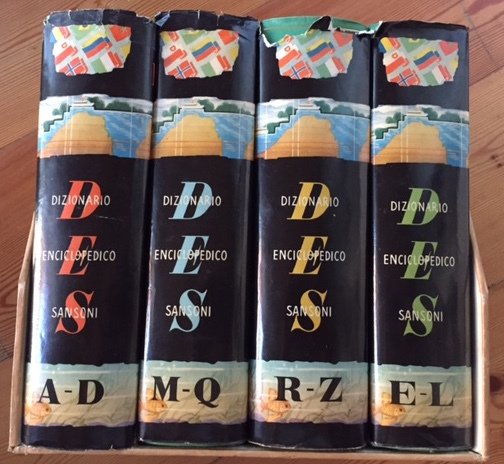 DIZIONARIO
D
ENCICLOPEDICO
E
SANSONI
S
A-D
DIZIONARIO
D
ENCICLOPEDICO
E
SANSONI
S
M-Q
DIZIONARIO
D
ENCICLOPEDICO
E
SANSONI
S
R-Z
DIZIONARIO
D
ENCICLOPEDICO
E
SANSONI
S
E-L